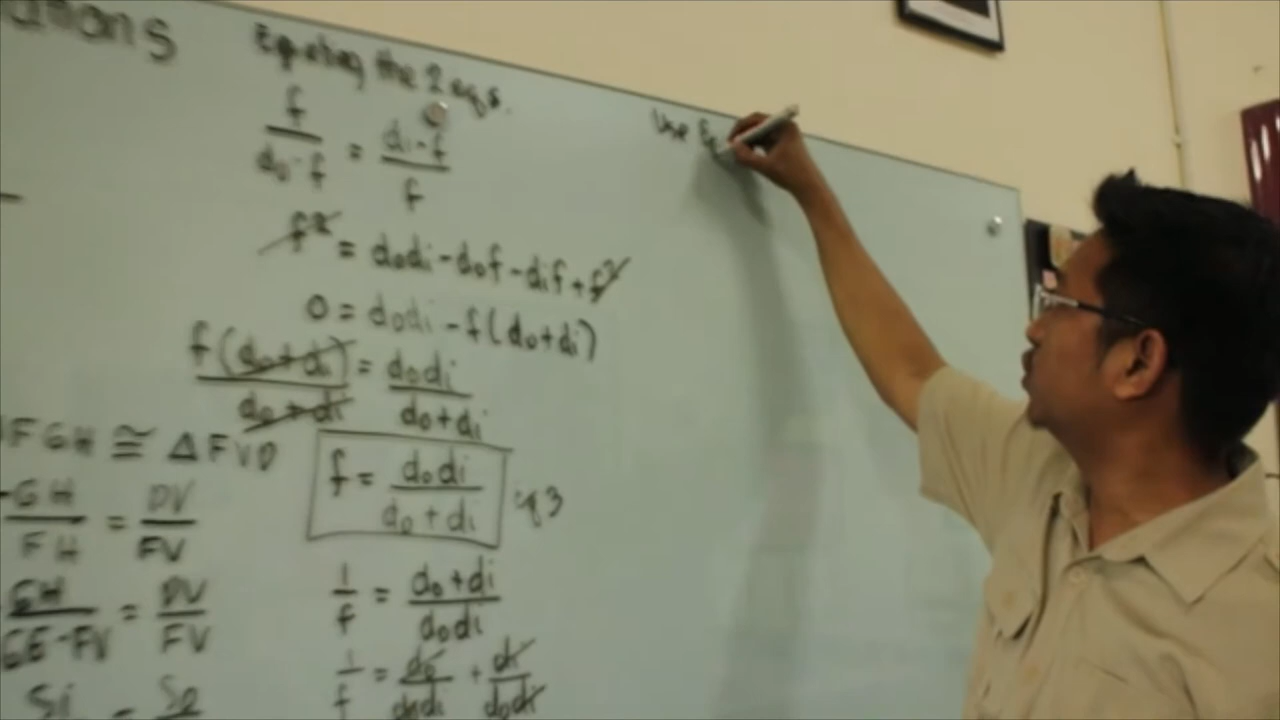 ations
Equating the 2 eqs.
f/(do-f) = (di-f)/f
f² = dodi-dof-dif+f²
0 = dodi-f(do+di)
f(do+di)/(do+di) = dodi/(do+di)
FGH ≅ ΔFVD
-GH/FH = DV/FV
f = dodi/(do+di) eq 3
GH/(GE-FV) = DV/FV
1/f = (do+di)/(dodi)
1/f = do/(dodi) + di/(dodi)
Si =
Use Eq